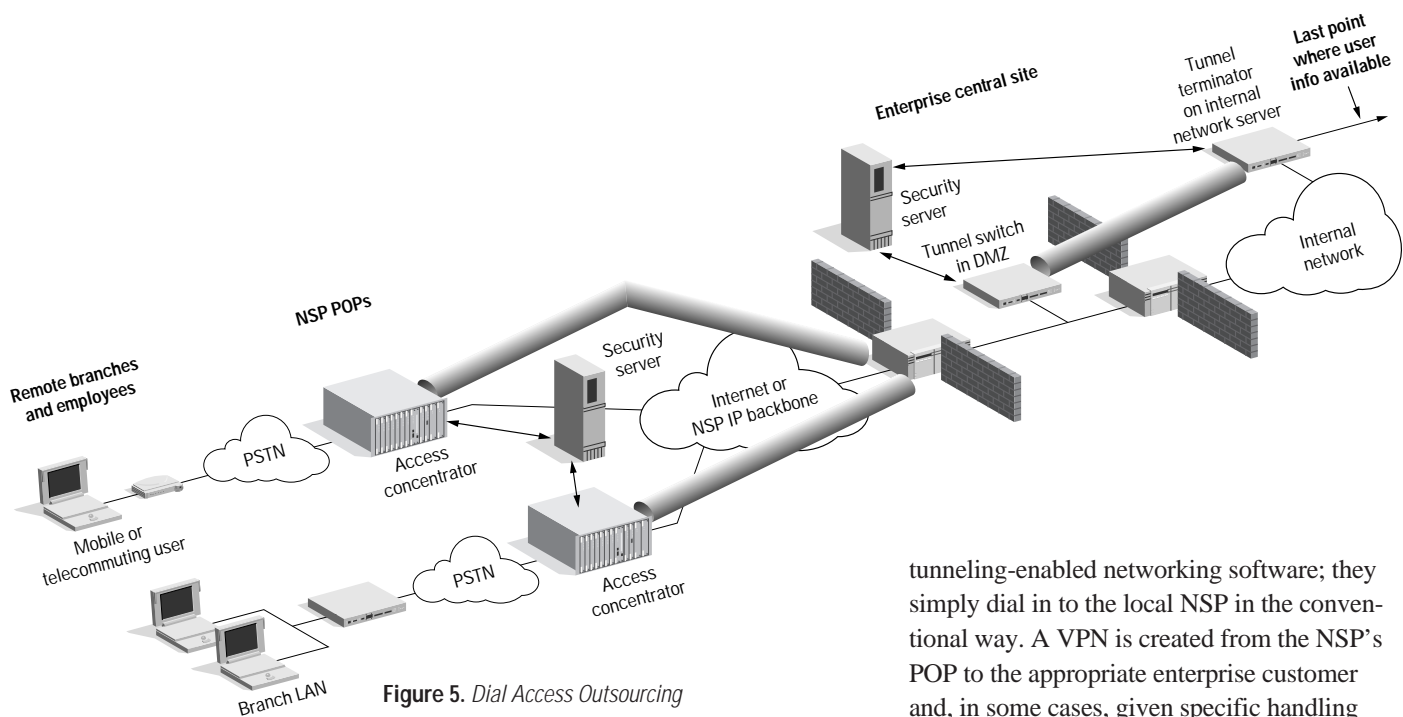 Last point
where user
info available
Tunnel
terminator
on internal
network server
Enterprise central site
Security
server
Tunnel switch
in DMZ
Internal
network
NSP POPs
Security
server
Remote branches
and employees
Internet or
NSP IP backbone
PSTN
Access
concentrator
Mobile or
telecommuting user
PSTN
Access
concentrator
Branch LAN
Figure 5. Dial Access Outsourcing
tunneling-enabled networking software; they
simply dial in to the local NSP in the conven-
tional way. A VPN is created from the NSP's
POP to the appropriate enterprise customer
and, in some cases, given specific handling